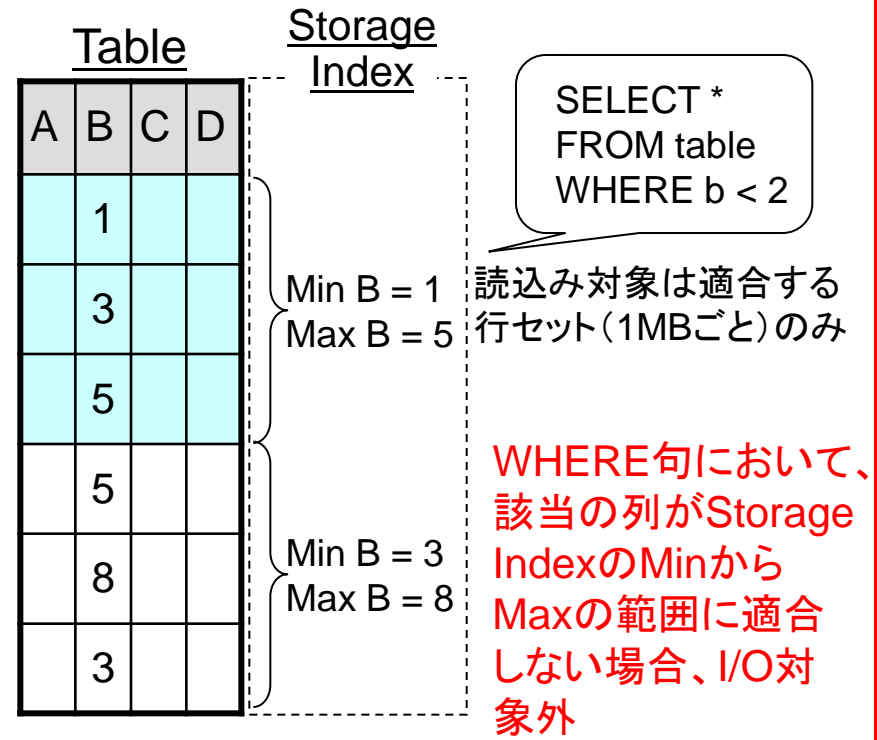 Table
Storage
Index
A B C D
1
3
5
5
8
3
Min B = 1
Max B = 5
Min B = 3
Max B = 8
SELECT *
FROM table
WHERE b < 2
読込み対象は適合する
行セット（1MBごと）のみ
WHERE句において、
該当の列がStorage
IndexのMinから
Maxの範囲に適合
しない場合、I/O対
象外